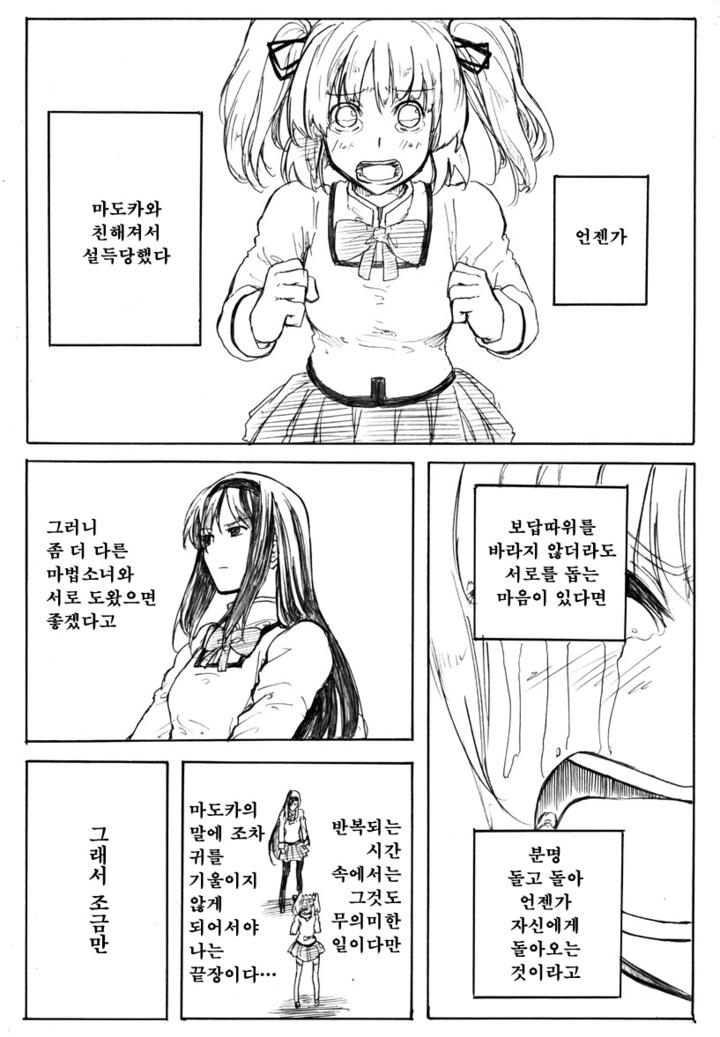 언젠가
마도카와
친해져서
설득당했다
보답따위를
바라지 않더라도
서로를 돕는
마음이 있다면
분명
돌고 돌아
언젠가
자신에게
돌아오는
것이라고
그러니
좀 더 다른
마법소녀와
서로 도왔으면
좋겠다고
반복되는
시간
속에서는
그것도
무의미한
일이다만
마도카의
말에 조차
귀를
기울이지
않게
되어서야
나는
끝장이다…
그래서 조금만